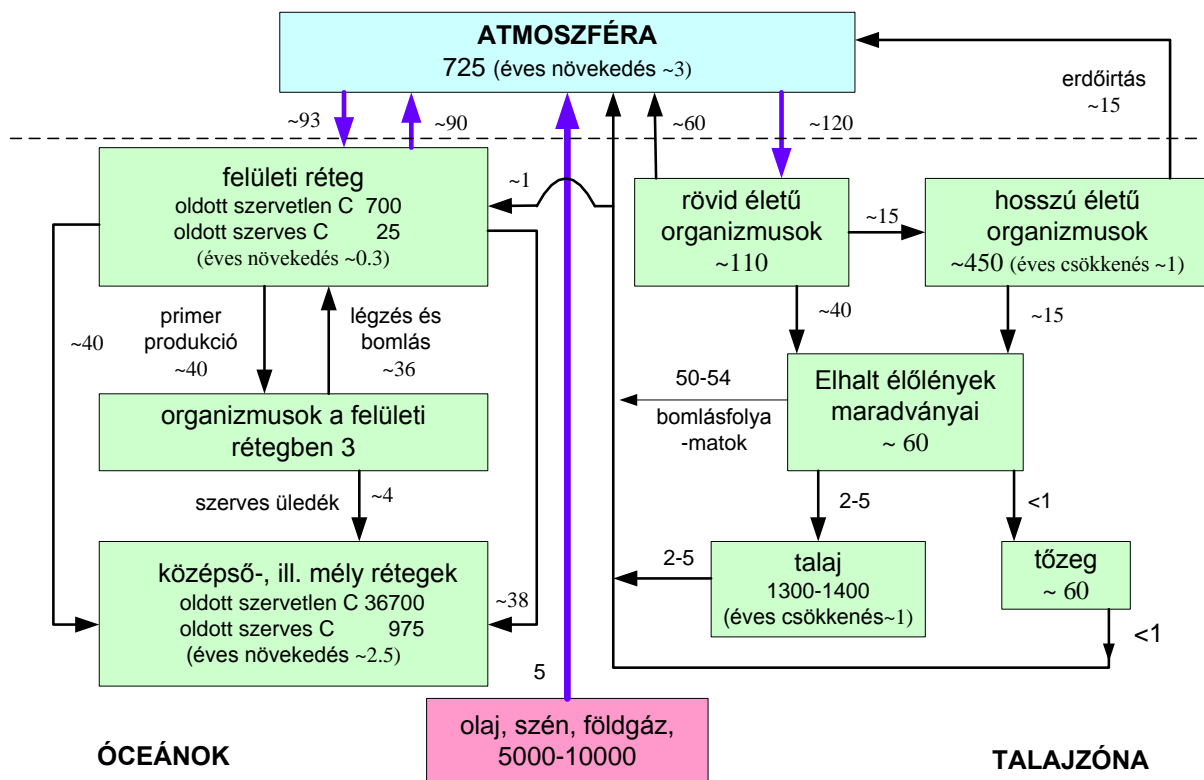 ATMOSZFÉRA
725 (éves növekedés ~3)
erdőirtás
~15
~93
~90
~60
~120
felületi réteg
oldott szervetlen C 700
oldott szerves C 25
(éves növekedés ~0.3)
~1
rövid életű
organizmusok
~110
~15
hosszú életű
organizmusok
~450 (éves csökkenés ~1)
~40
primer
produkció
~40
légzés és
bomlás
~36
~40
~15
organizmusok a felületi
rétegben 3
50-54
bomlásfolya
-matok
Elhalt élőlények
maradványai
~ 60
szerves üledék
~4
2-5
<1
középső-, ill. mély rétegek
oldott szervetlen C 36700
oldott szerves C 975
(éves növekedés ~2.5)
~38
2-5
talaj
1300-1400
(éves csökkenés~1)
tőzeg
~ 60
<1
5
olaj, szén, földgáz,
5000-10000
ÓCEÁNOK
TALAJZÓNA